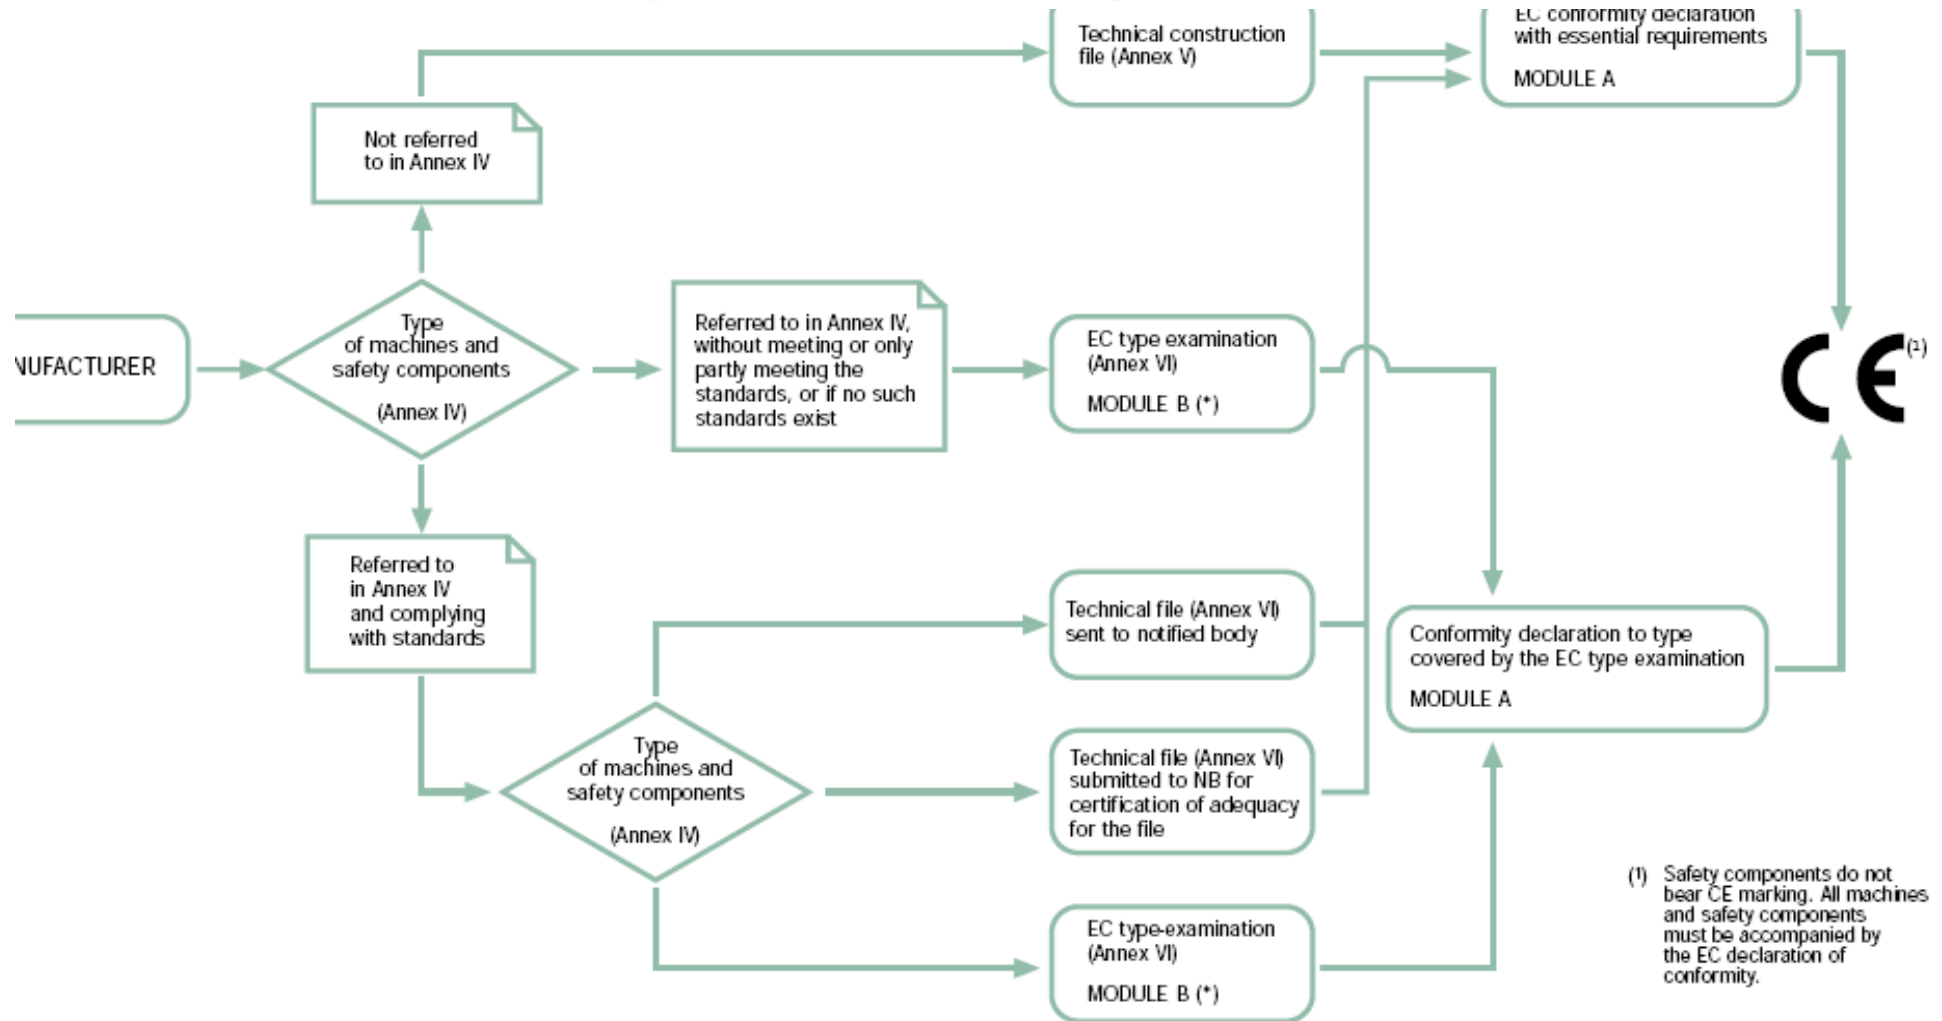 Technical construction
file (Annex V)
EC conformity declaration
with essential requirements
MODULE A
Not referred
to in Annex IV
NUFACTURER
Type
of machines and
safety components
(Annex IV)
Referred to in Annex IV,
without meeting or only
partly meeting the
standards, or if no such
standards exist
EC type examination
(Annex VI)
MODULE B (*)
CE (1)
Referred to
in Annex IV
and complying
with standards
Technical file (Annex VI)
sent to notified body
Conformity declaration to type
covered by the EC type examination
MODULE A
Type
of machines and
safety components
(Annex IV)
Technical file (Annex VI)
submitted to NB for
certification of adequacy
for the file
EC type-examination
(Annex VI)
MODULE B (*)
(1) Safety components do not
bear CE marking. All machines
and safety components
must be accompanied by
the EC declaration of
conformity.